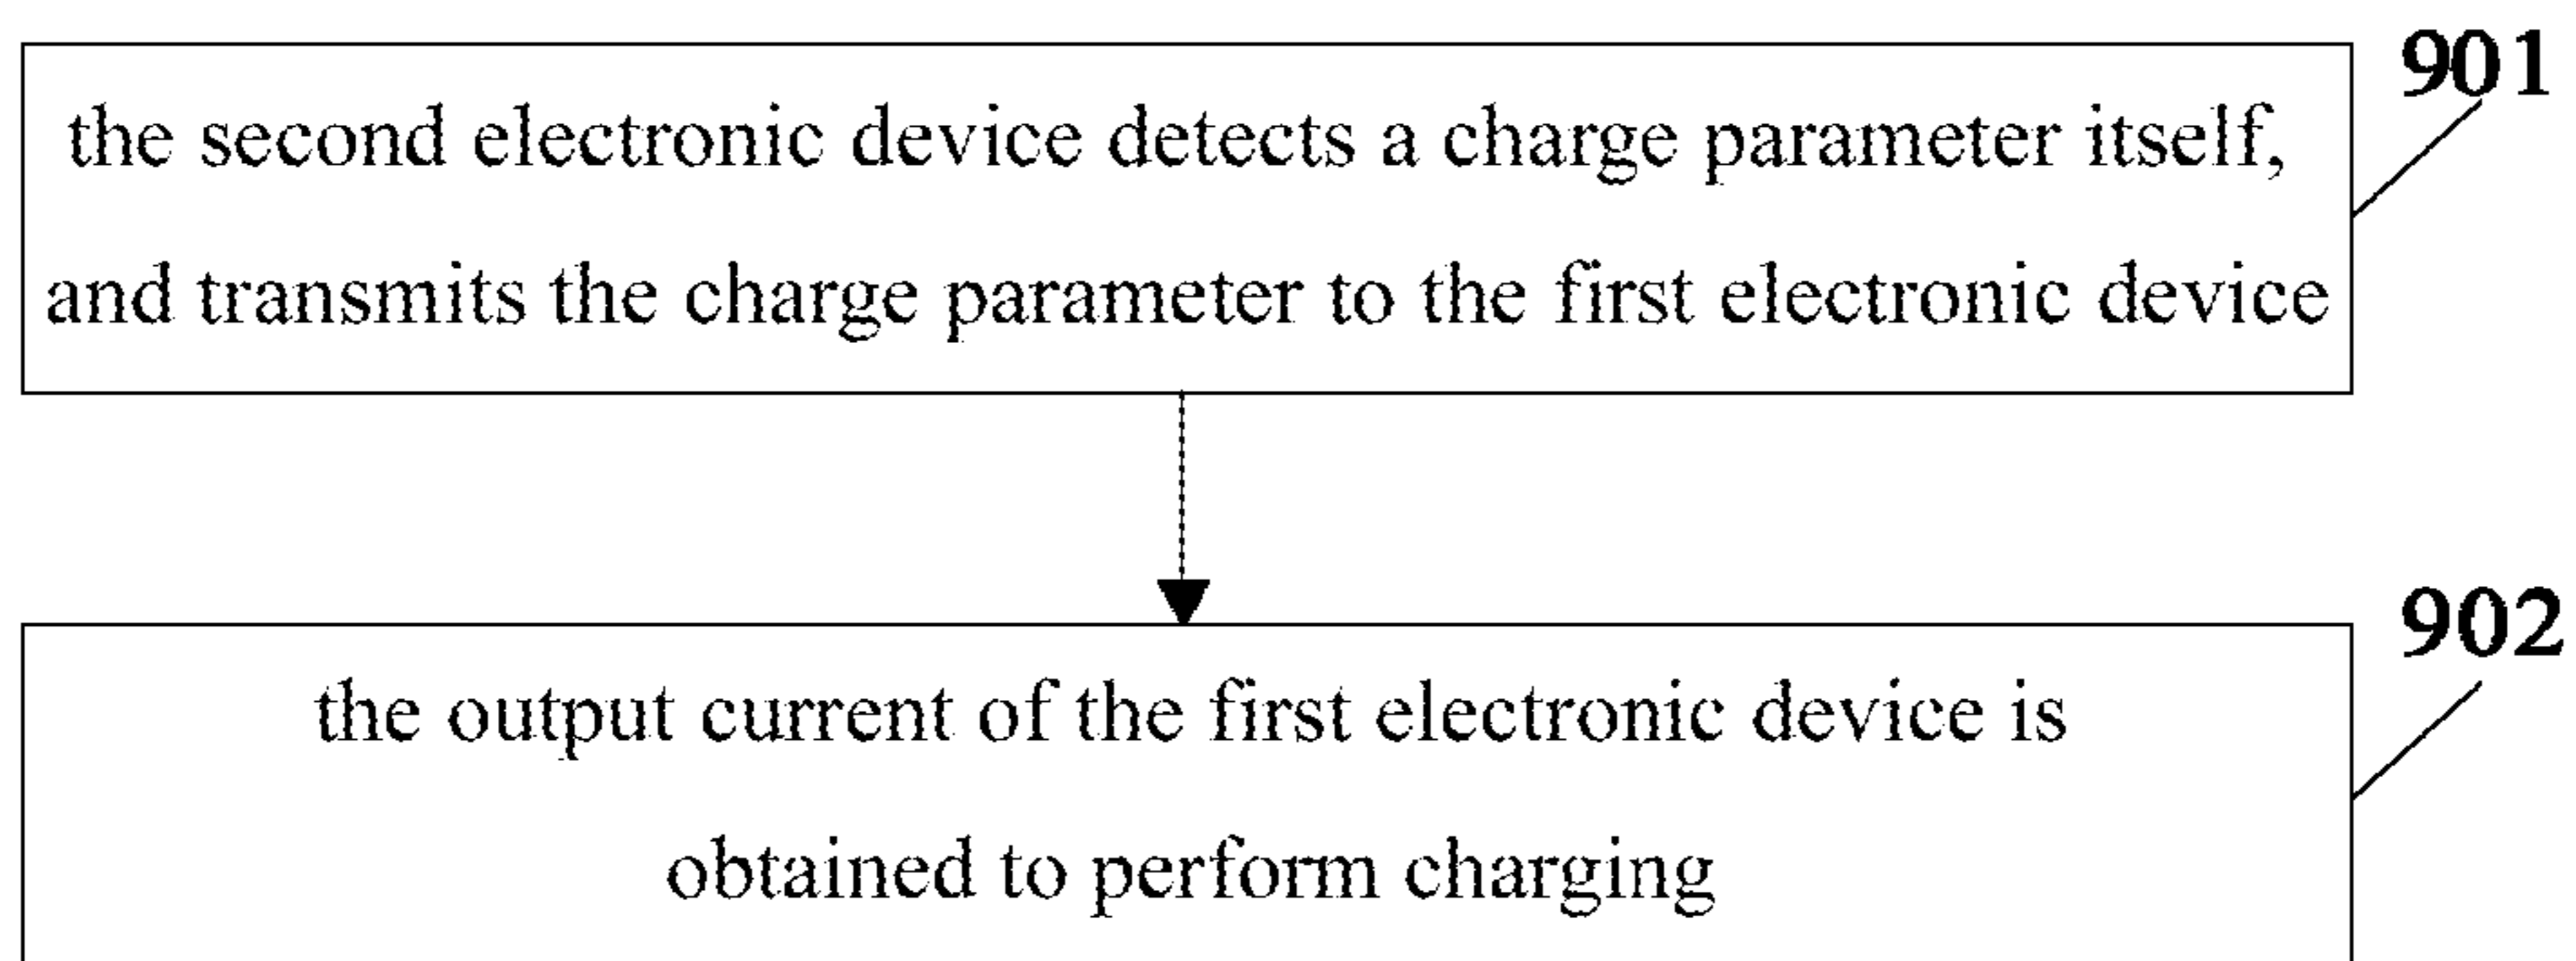 901
the second electronic device detects a charge parameter itself,
and transmits the charge parameter to the first electronic device
902
the output current of the first electronic device is
obtained to perform charging